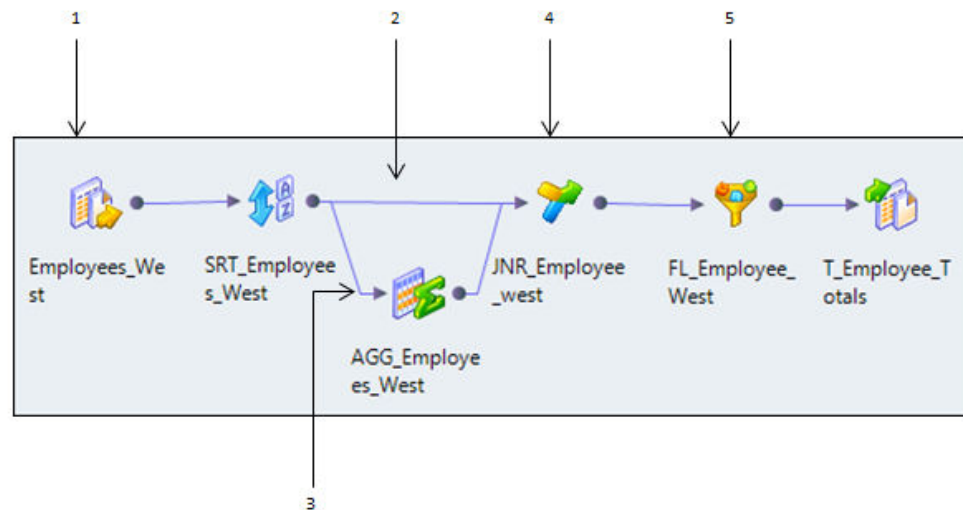 1
2
4
5
Employees_We
st
SRT_Employee
s_West
JNR_Employee
_west
FL_Employee_
West
T_Employee_T
otals
AGG_Employe
es_West
3